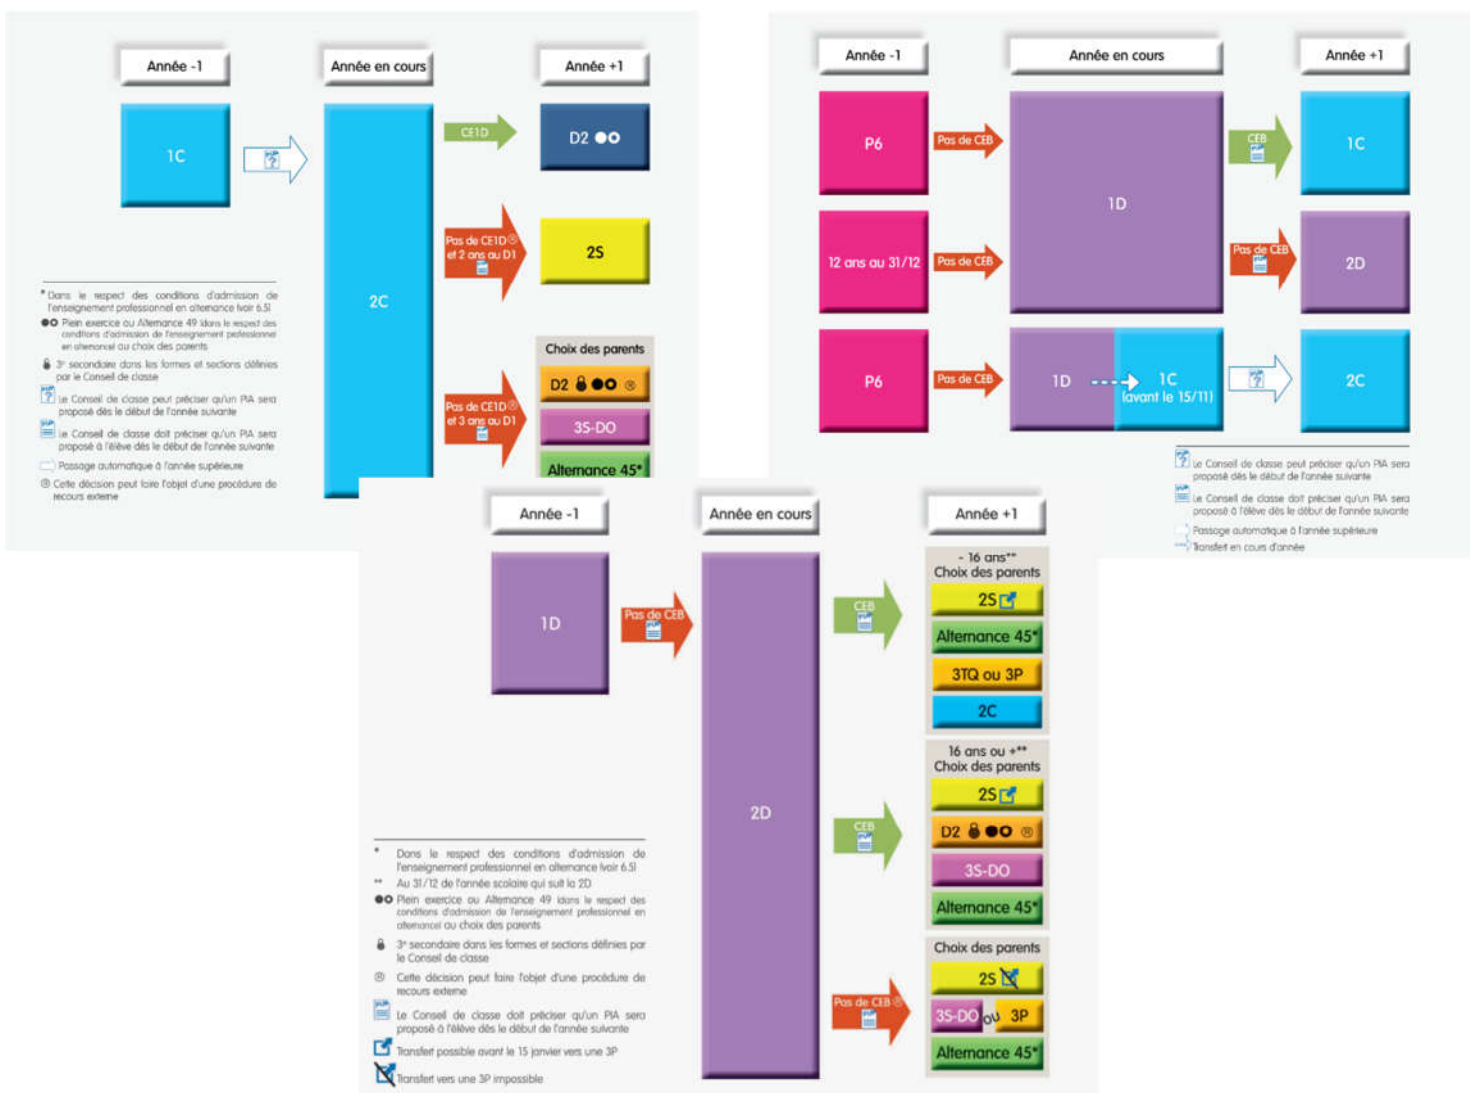 Année -1
Année en cours
Année +1
1C
2C
CE1D
D2
Pas de CE1D ®
et 2 ans au D1
2S
Pas de CE1D ®
et 3 ans au D1
Choix des parents
D2 ®
3S-DO
Alternance 45*
* Dans le respect des conditions d'admission de
l'enseignement professionnel en alternance (voir 6.5)
Plein exercice ou Alternance 49 (dans le respect des
conditions d'admission de l'enseignement professionnel
en alternance) au choix des parents
3e secondaire dans les formes et sections définies
par le Conseil de classe
Le Conseil de classe peut préciser qu'un PIA sera
proposé dès le début de l'année suivante
Le Conseil de classe doit préciser qu'un PIA sera
proposé à l'élève dès le début de l'année suivante
Passage automatique à l'année supérieure
® Cette décision peut faire l'objet d'une procédure de
recours externe
Année -1
Année en cours
Année +1
P6
Pas de CEB
1D
CEB
1C
12 ans au 31/12
Pas de CEB
Pas de CEB
2D
P6
Pas de CEB
1D
1C
(avant le 15/11)
2C
Le Conseil de classe peut préciser qu'un PIA sera
proposé dès le début de l'année suivante
Le Conseil de classe doit préciser qu'un PIA sera
proposé à l'élève dès le début de l'année suivante
Passage automatique à l'année supérieure
Transfert en cours d'année
Année -1
Année en cours
Année +1
1D
Pas de CEB
2D
CEB
- 16 ans**
Choix des parents
2S
Alternance 45*
3TQ ou 3P
2C
CEB
16 ans ou +**
Choix des parents
2S
D2 ®
3S-DO
Alternance 45*
Pas de CEB ®
Choix des parents
2S
3S-DO ou 3P
Alternance 45*
* Dans le respect des conditions d'admission de
l'enseignement professionnel en alternance (voir 6.5)
** Au 31/12 de l'année scolaire qui suit la 2D
Plein exercice ou Alternance 49 (dans le respect des
conditions d'admission de l'enseignement professionnel en
alternance) au choix des parents
3e secondaire dans les formes et sections définies par
le Conseil de classe
® Cette décision peut faire l'objet d'une procédure de
recours externe
Le Conseil de classe doit préciser qu'un PIA sera
proposé à l'élève dès le début de l'année suivante
Transfert possible avant le 15 janvier vers une 3P
Transfert vers une 3P impossible